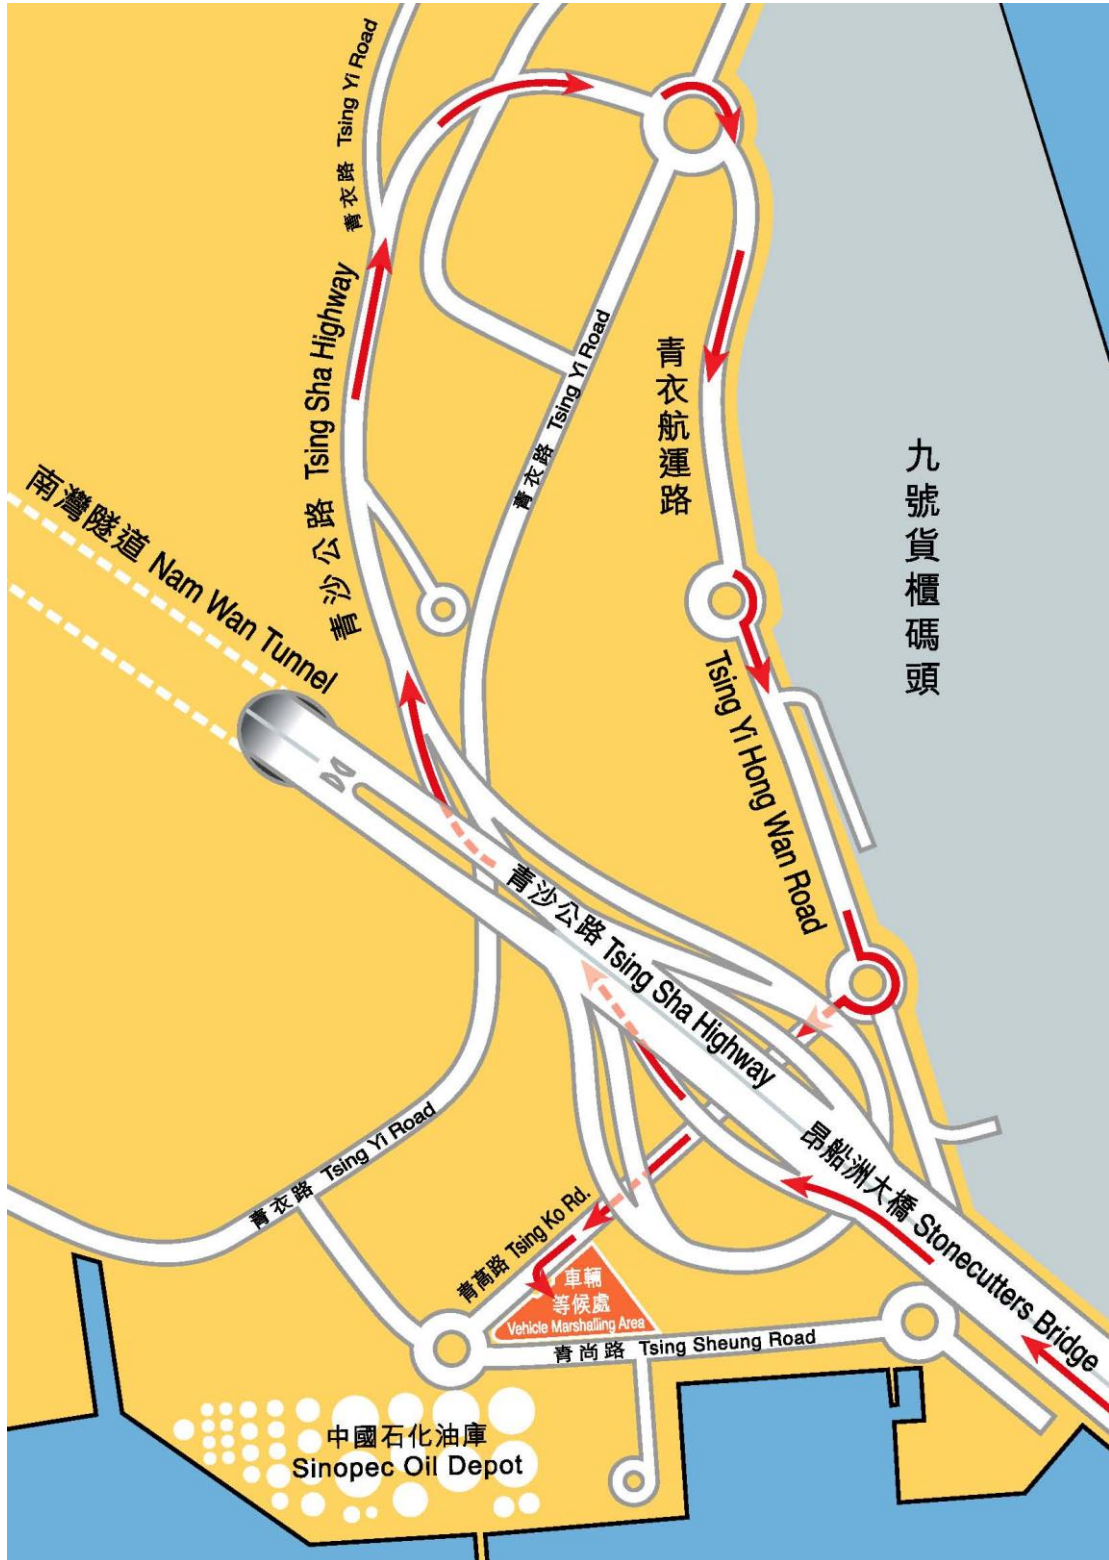 青衣路 Tsing Yi Road
青沙公路 Tsing Sha Highway
青衣路 Tsing Yi Road
青衣航運路
九號貨櫃碼頭
南灣隧道 Nam Wan Tunnel
Tsing Yi Hong Wan Road
青沙公路 Tsing Sha Highway
昂船洲大橋 Stonecutters Bridge
青衣路 Tsing Yi Road
青高路 Tsing Ko Rd.
車輛
等候處
Vehicle Marshalling Area
青尚路 Tsing Sheung Road
中國石化油庫
Sinopec Oil Depot